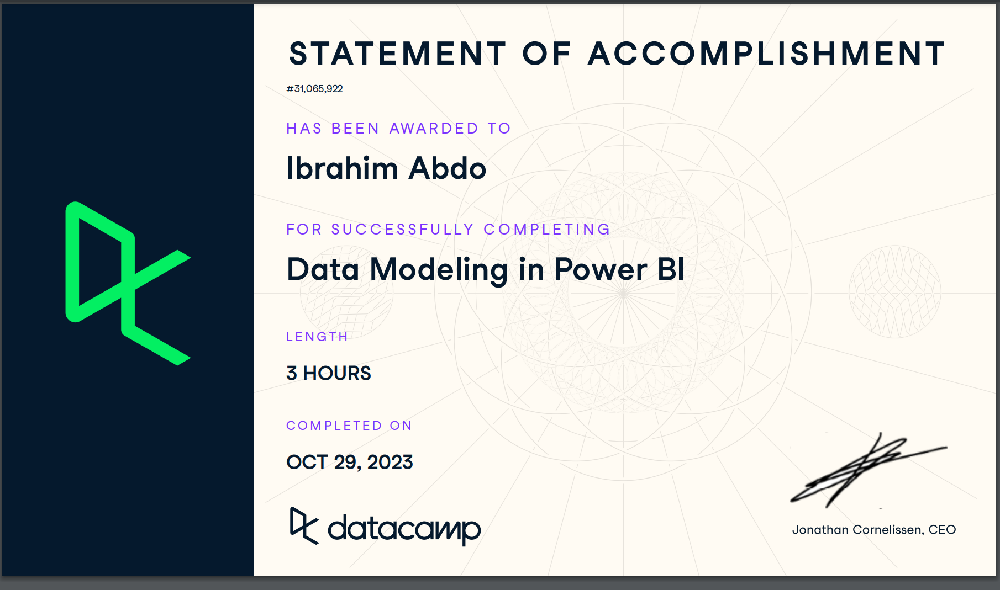 STATEMENT OF ACCOMPLISHMENT
#31,065,922
HAS BEEN AWARDED TO
Ibrahim Abdo
FOR SUCCESSFULLY COMPLETING
Data Modeling in Power BI
LENGTH
3 HOURS
COMPLETED ON
OCT 29, 2023
datacamp
Jonathan Cornelissen, CEO